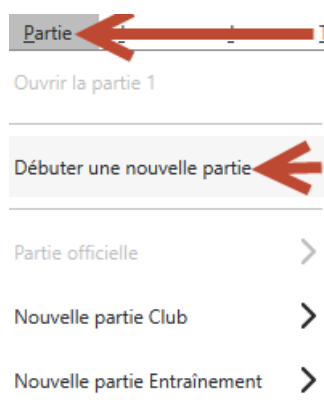 Partie
Ouvrir la partie 1
Débuter une nouvelle partie
Partie officielle
Nouvelle partie Club
Nouvelle partie Entraînement